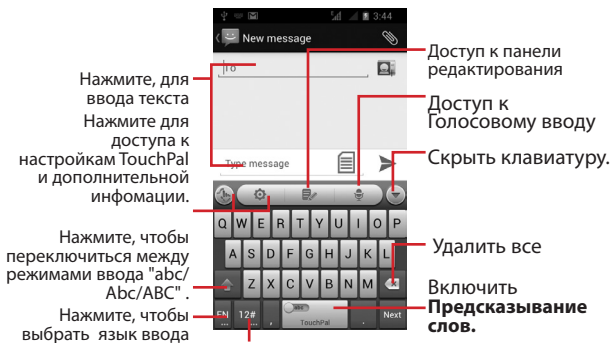 3:44
New message
To
Type message
Q W E R T Y U I O P
A S D F G H J K L
Z X C V B N M
EN 12# , abc TouchPal . Next
Нажмите, для
ввода текста
Нажмите для
доступа к
настройкам TouchPal
и дополнительной
инфомации.
Нажмите, чтобы
переключиться между
режимами ввода "abc/
Abc/ABC" .
Нажмите, чтобы
выбрать язык ввода
Доступ к панели
редактирования
Доступ к
Голосовому вводу
Скрыть клавиатуру.
Удалить все
Включить
Предсказывание
слов.